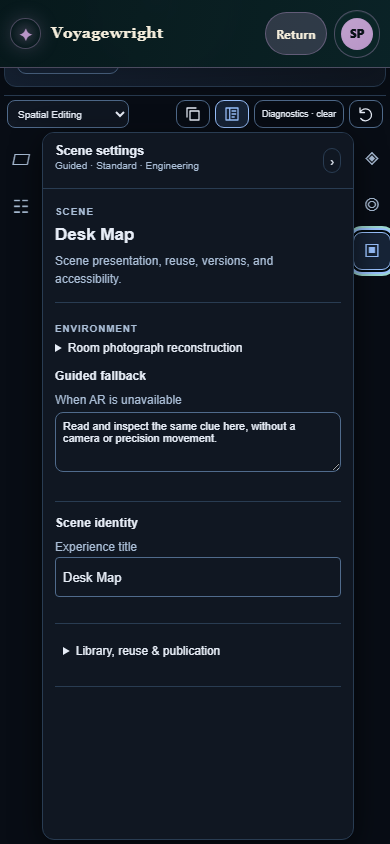 Voyagewright
Return
SP
Spatial Editing
Diagnostics · clear
Scene settings
Guided · Standard · Engineering
SCENE
Desk Map
Scene presentation, reuse, versions, and
accessibility.
ENVIRONMENT
Room photograph reconstruction
Guided fallback
When AR is unavailable
Read and inspect the same clue here, without a
camera or precision movement.
Scene identity
Experience title
Desk Map
Library, reuse & publication